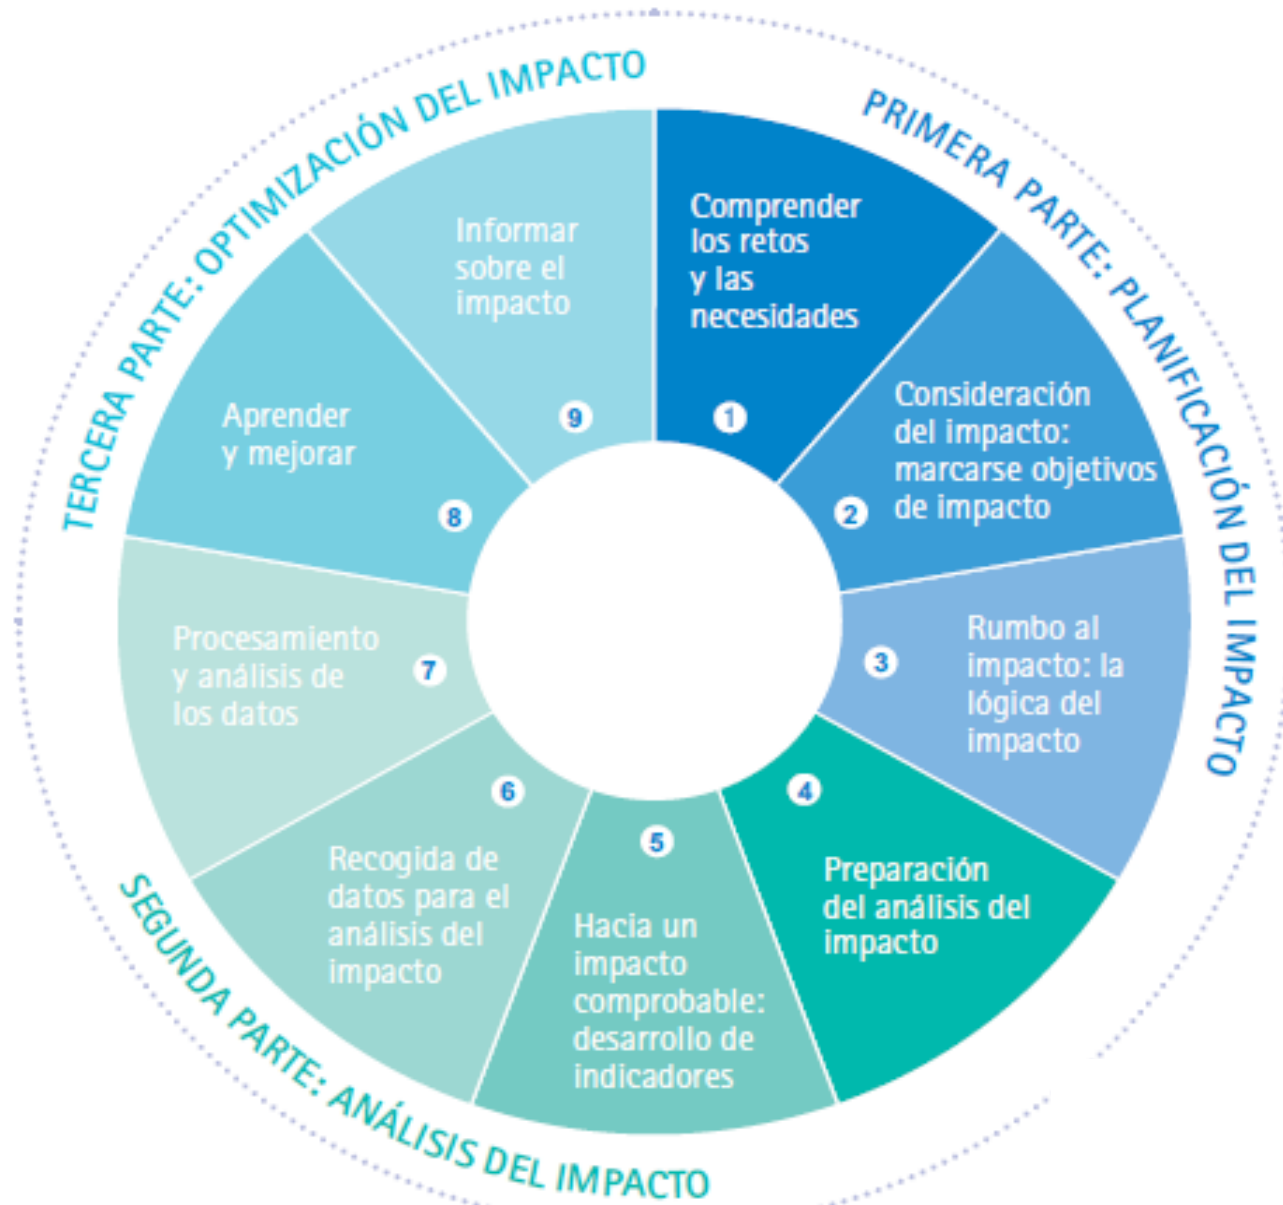 PRIMERA PARTE: PLANIFICACIÓN DEL IMPACTO
Comprender
los retos
y las
necesidades
1
Consideración
del impacto:
marcarse objetivos
de impacto
2
Rumbo al
impacto: la
lógica del
impacto
3
SEGUNDA PARTE: ANÁLISIS DEL IMPACTO
4
Preparación
del análisis del
impacto
5
Hacia un
impacto
comprobable:
desarrollo de
indicadores
6
Recogida de
datos para el
análisis del
impacto
Procesamiento
y análisis de
los datos
7
TERCERA PARTE: OPTIMIZACIÓN DEL IMPACTO
Aprender
y mejorar
8
Informar
sobre el
impacto
9